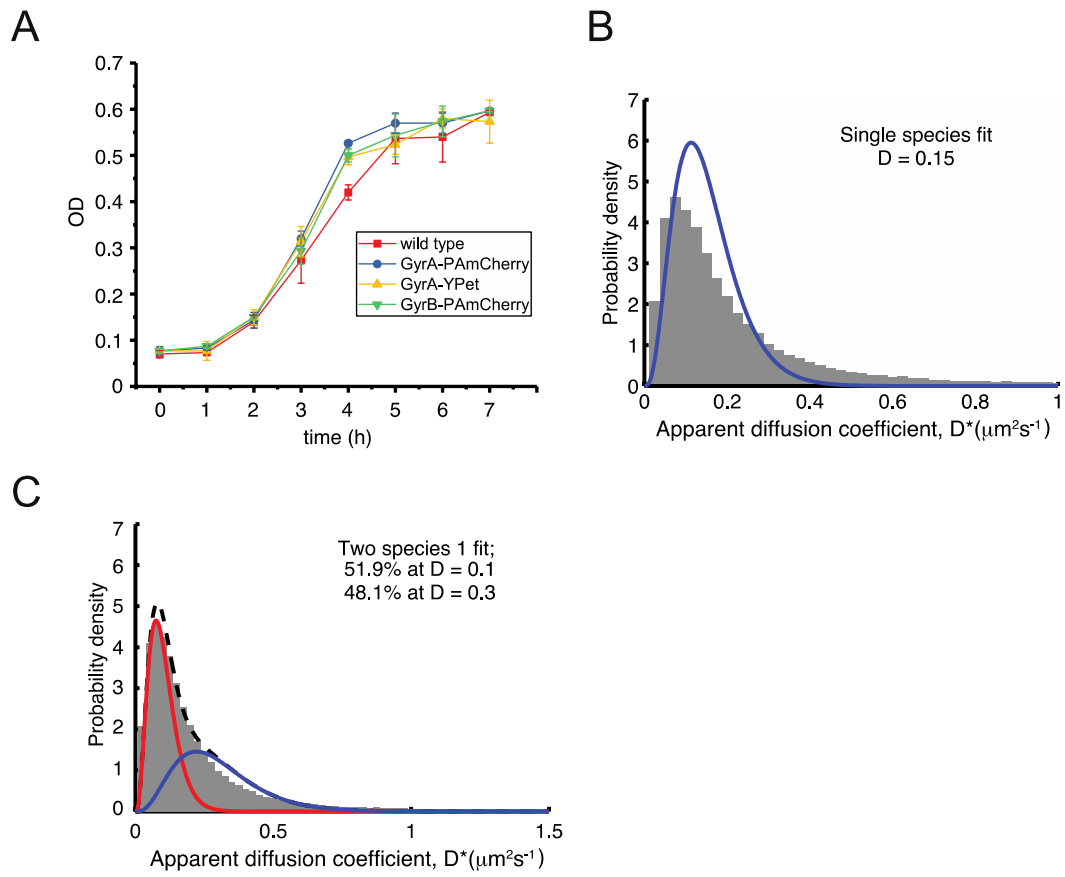 A
0.7
0.6
0.5
0.4
0.3
0.2
0.1
0
OD
0 1 2 3 4 5 6 7
time (h)
wild type
GyrA-PAmCherry
GyrA-YPet
GyrB-PAmCherry
B
7
6
5
4
3
2
1
0
Probability density
Single species fit
D = 0.15
0 0.2 0.4 0.6 0.8 1
Apparent diffusion coefficient, D*(μm²s⁻¹)
C
7
6
5
4
3
2
1
0
Probability density
Two species 1 fit;
51.9% at D = 0.1
48.1% at D = 0.3
0 0.5 1 1.5
Apparent diffusion coefficient, D*(μm²s⁻¹)